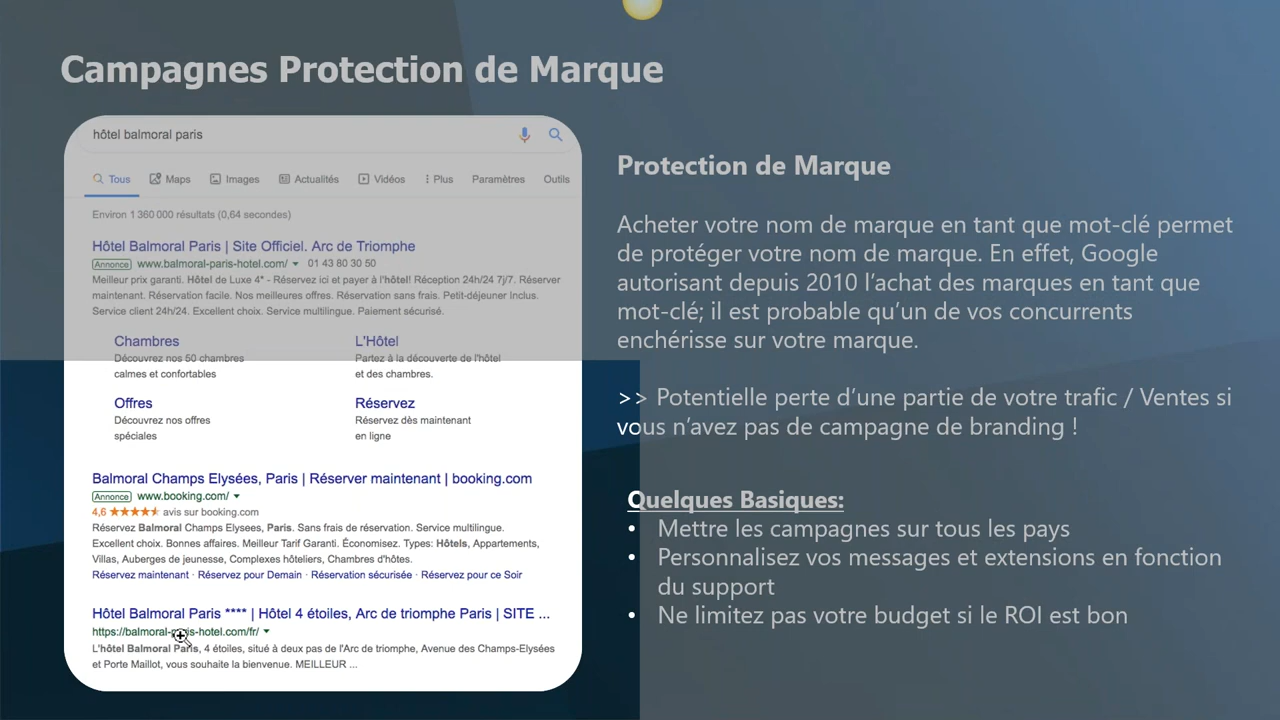 Campagnes Protection de Marque
hôtel balmoral paris
Tous Maps Images Actualités Vidéos Plus Paramètres Outils
Environ 1 360 000 résultats (0,64 secondes)
Hôtel Balmoral Paris | Site Officiel. Arc de Triomphe
Annonce www.balmoral-paris-hotel.com/ 01 43 80 30 50
Meilleur prix garanti. Hôtel de Luxe 4* - Réservez ici et payer à l'hôtel! Réception 24h/24 7j/7. Réserver
maintenant. Réservation facile. Nos meilleures offres. Réservation sans frais. Petit-déjeuner Inclus.
Service client 24h/24. Excellent choix. Service multilingue. Paiement sécurisé.
Chambres
Découvrez nos 50 chambres
calmes et confortables
L'Hôtel
Partez à la découverte de l'hôtel
et des chambres.
Offres
Découvrez nos offres
spéciales
Réservez
Réservez dès maintenant
en ligne
Balmoral Champs Elysées, Paris | Réserver maintenant | booking.com
Annonce www.booking.com/
4,6 avis sur booking.com
Réservez Balmoral Champs Elysees, Paris. Sans frais de réservation. Service multilingue.
Excellent choix. Bonnes affaires. Meilleur Tarif Garanti. Économisez. Types: Hôtels, Appartements,
Villas, Auberges de jeunesse, Complexes hôteliers, Chambres d'hôtes.
Réservez maintenant · Réservez pour Demain · Réservation sécurisée · Réservez pour ce Soir
Hôtel Balmoral Paris **** | Hôtel 4 étoiles, Arc de triomphe Paris | SITE ...
https://balmoral-paris-hotel.com/fr/
L'hôtel Balmoral Paris, 4 étoiles, situé à deux pas de l'Arc de triomphe, Avenue des Champs-Elysées
et Porte Maillot, vous souhaite la bienvenue. MEILLEUR ...
Protection de Marque
Acheter votre nom de marque en tant que mot-clé permet
de protéger votre nom de marque. En effet, Google
autorisant depuis 2010 l'achat des marques en tant que
mot-clé; il est probable qu'un de vos concurrents
enchérisse sur votre marque.
>> Potentielle perte d'une partie de votre trafic / Ventes si
vous n'avez pas de campagne de branding !
Quelques Basiques:
• Mettre les campagnes sur tous les pays
• Personnalisez vos messages et extensions en fonction
du support
• Ne limitez pas votre budget si le ROI est bon